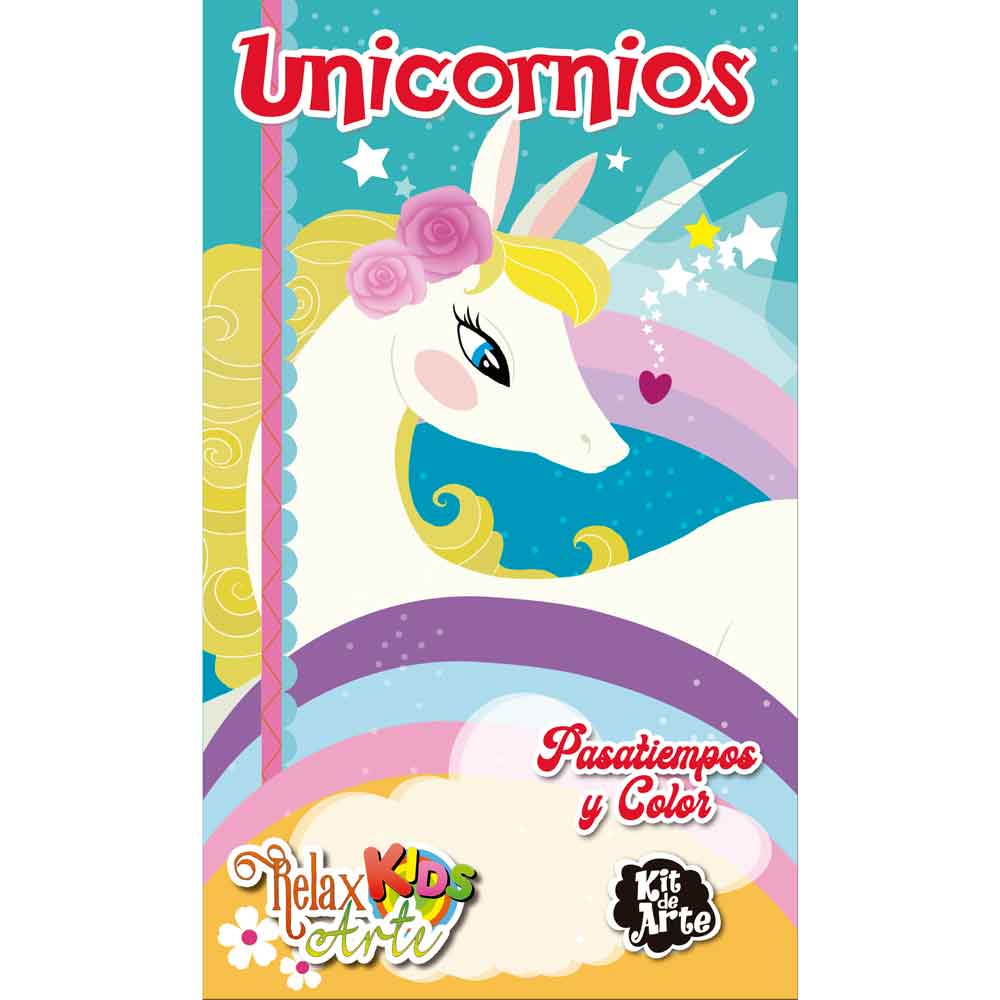 Unicornios
Pasatiempos
y Color
Relax KIDS
Arte
Kit
de
Arte